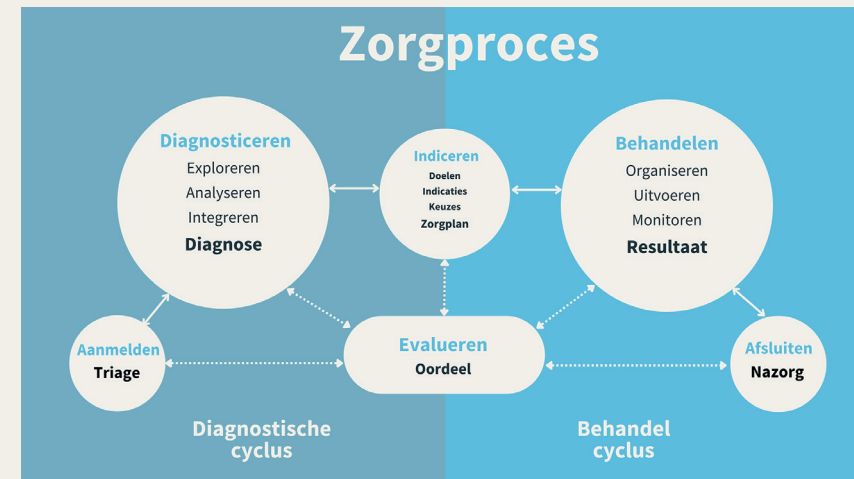 Zorgproces
Diagnosticeren
Exploreren
Analyseren
Integreren
Diagnose
Indiceren
Doelen
Indicaties
Keuzes
Zorgplan
Behandelen
Organiseren
Uitvoeren
Monitoren
Resultaat
Aanmelden
Triage
Evalueren
Oordeel
Afsluiten
Nazorg
Diagnostische
cyclus
Behandel
cyclus